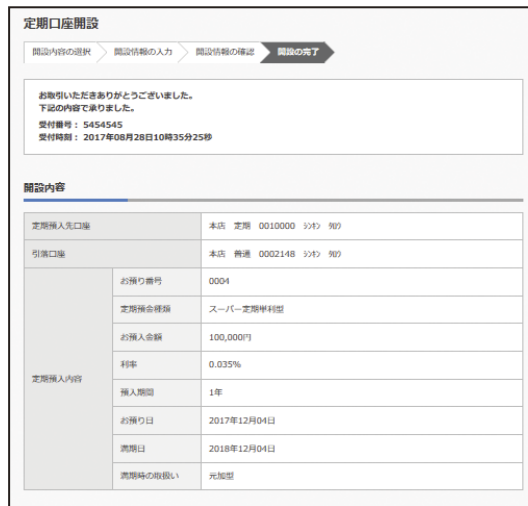 定期口座開設
開設内容の選択 開設情報の入力 開設情報の確認 開設の完了
お取引いただきありがとうございました。
下記の内容で承りました。
受付番号： 5454545
受付時刻： 2017年08月28日10時35分25秒
開設内容
定期預入先口座 本店 定期 0010000 ｼﾝｷﾝ ﾀﾛｳ
引落口座 本店 普通 0002148 ｼﾝｷﾝ ﾀﾛｳ
定期預入内容
お預り番号 0004
定期預金種類 スーパー定期単利型
お預入金額 100,000円
利率 0.035%
預入期間 1年
お預り日 2017年12月04日
満期日 2018年12月04日
満期時の取扱い 元加型